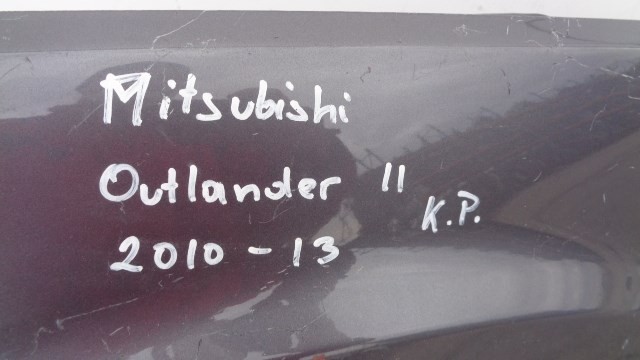 Mitsubishi
Outlander II
K.P.
2010-13